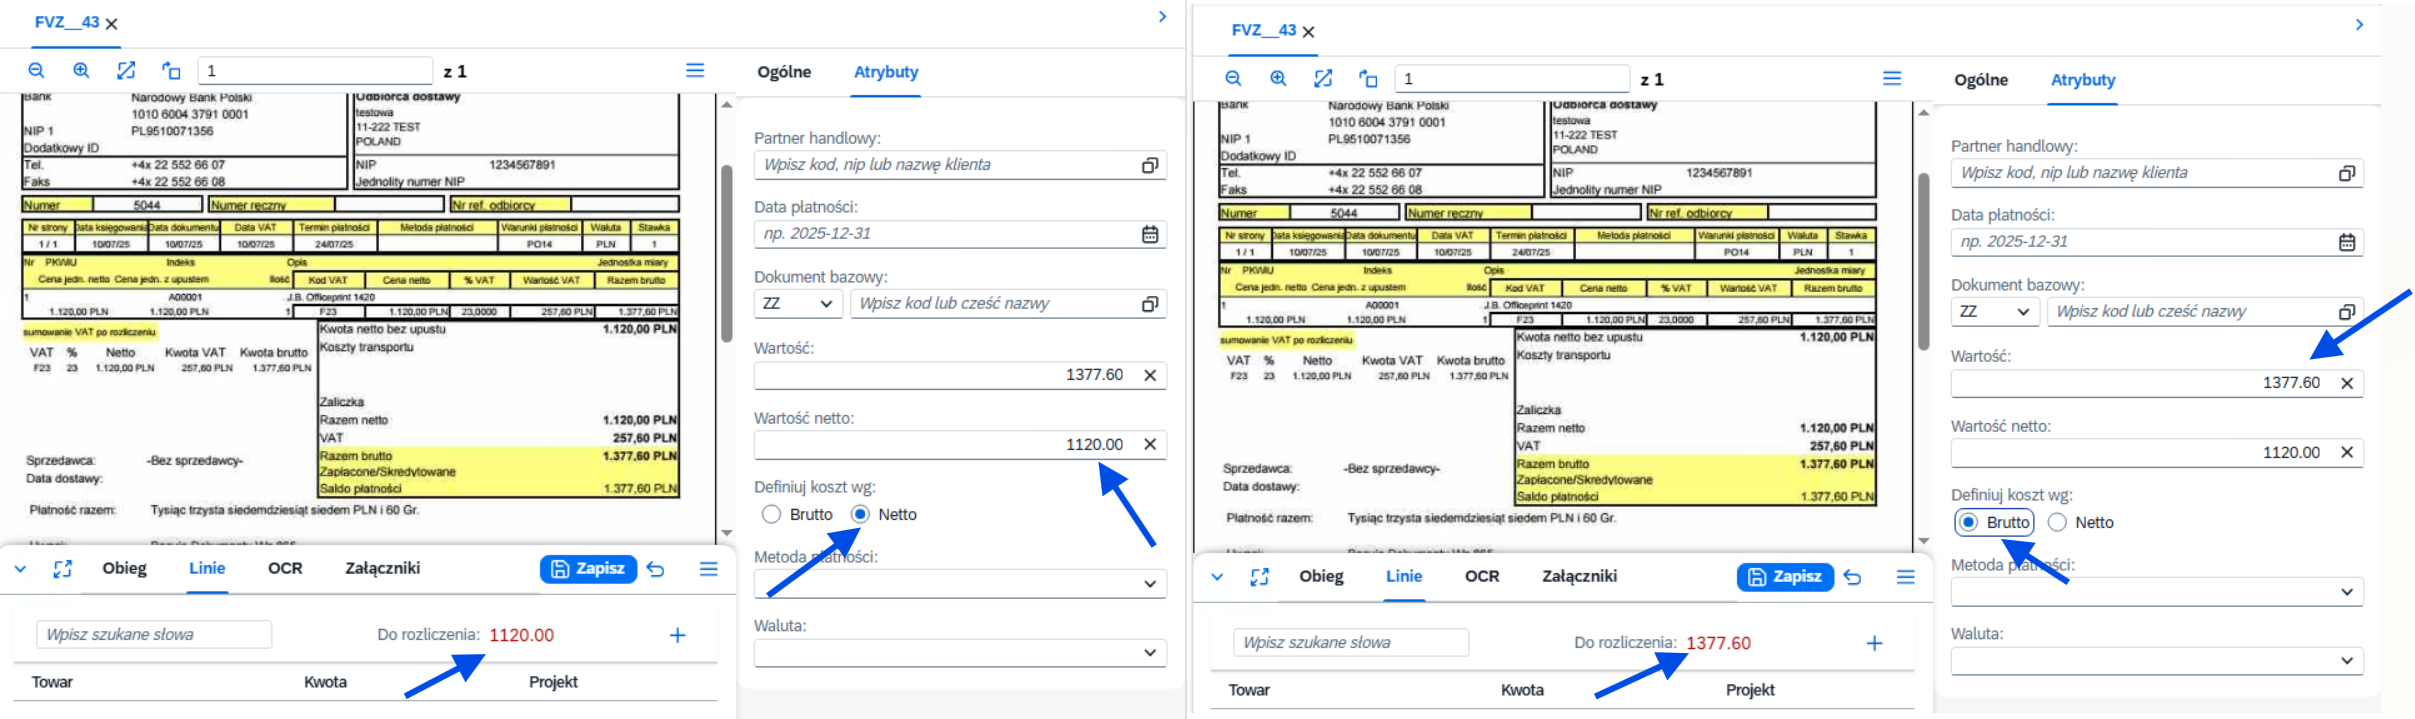 FVZ__43
1
z 1
Ogólne
Atrybuty
Bank
Narodowy Bank Polski
1010 6004 3791 0001
NIP 1
PL9510071356
Dodatkowy ID
Tel.
+4x 22 552 66 07
Faks
+4x 22 552 66 08
Odbiorca dostawy
testowa
11-222 TEST
POLAND
NIP
1234567891
Jednolity numer NIP
Numer
5044
Numer ręczny
Nr ref. odbiorcy
Nr strony
Data księgowania
Data dokumentu
Data VAT
Termin płatności
Metoda płatności
Warunki płatności
Waluta
Stawka
1 / 1
10/07/25
10/07/25
10/07/25
24/07/25
PO14
PLN
1
Nr
PKWiU
Indeks
Opis
Jednostka miary
Cena jedn. netto
Cena jedn. z upustem
Ilość
Kod VAT
Cena netto
% VAT
Wartość VAT
Razem brutto
1
A00001
J.B. Officeprint 1420
1.120,00 PLN
1.120,00 PLN
1
F23
1.120,00 PLN
23,0000
257,60 PLN
1.377,60 PLN
sumowanie VAT po rozliczeniu
VAT % Netto Kwota VAT Kwota brutto
F23 23 1.120,00 PLN 257,60 PLN 1.377,60 PLN
Kwota netto bez upustu
1.120,00 PLN
Koszty transportu
Zaliczka
Razem netto
1.120,00 PLN
VAT
257,60 PLN
Razem brutto
1.377,60 PLN
Zapłacone/Skredytowane
Saldo płatności
1.377,60 PLN
Sprzedawca:
-Bez sprzedawcy-
Data dostawy:
Płatność razem:
Tysiąc trzysta siedemdziesiąt siedem PLN i 60 Gr.
Partner handlowy:
Wpisz kod, nip lub nazwę klienta
Data płatności:
np. 2025-12-31
Dokument bazowy:
ZZ
Wpisz kod lub cześć nazwy
Wartość:
1377.60
Wartość netto:
1120.00
Definiuj koszt wg:
Brutto
Netto
Metoda płatności:
Waluta:
Obieg
Linie
OCR
Załączniki
Zapisz
Wpisz szukane słowa
Do rozliczenia: 1120.00
Towar
Kwota
Projekt
FVZ__43
1
z 1
Ogólne
Atrybuty
Bank
Narodowy Bank Polski
1010 6004 3791 0001
NIP 1
PL9510071356
Dodatkowy ID
Tel.
+4x 22 552 66 07
Faks
+4x 22 552 66 08
Odbiorca dostawy
testowa
11-222 TEST
POLAND
NIP
1234567891
Jednolity numer NIP
Numer
5044
Numer ręczny
Nr ref. odbiorcy
Nr strony
Data księgowania
Data dokumentu
Data VAT
Termin płatności
Metoda płatności
Warunki płatności
Waluta
Stawka
1 / 1
10/07/25
10/07/25
10/07/25
24/07/25
PO14
PLN
1
Nr
PKWiU
Indeks
Opis
Jednostka miary
Cena jedn. netto
Cena jedn. z upustem
Ilość
Kod VAT
Cena netto
% VAT
Wartość VAT
Razem brutto
1
A00001
J.B. Officeprint 1420
1.120,00 PLN
1.120,00 PLN
1
F23
1.120,00 PLN
23,0000
257,60 PLN
1.377,60 PLN
sumowanie VAT po rozliczeniu
VAT % Netto Kwota VAT Kwota brutto
F23 23 1.120,00 PLN 257,60 PLN 1.377,60 PLN
Kwota netto bez upustu
1.120,00 PLN
Koszty transportu
Zaliczka
Razem netto
1.120,00 PLN
VAT
257,60 PLN
Razem brutto
1.377,60 PLN
Zapłacone/Skredytowane
Saldo płatności
1.377,60 PLN
Sprzedawca:
-Bez sprzedawcy-
Data dostawy:
Płatność razem:
Tysiąc trzysta siedemdziesiąt siedem PLN i 60 Gr.
Partner handlowy:
Wpisz kod, nip lub nazwę klienta
Data płatności:
np. 2025-12-31
Dokument bazowy:
ZZ
Wpisz kod lub cześć nazwy
Wartość:
1377.60
Wartość netto:
1120.00
Definiuj koszt wg:
Brutto
Netto
Metoda płatności:
Waluta:
Obieg
Linie
OCR
Załączniki
Zapisz
Wpisz szukane słowa
Do rozliczenia: 1377.60
Towar
Kwota
Projekt